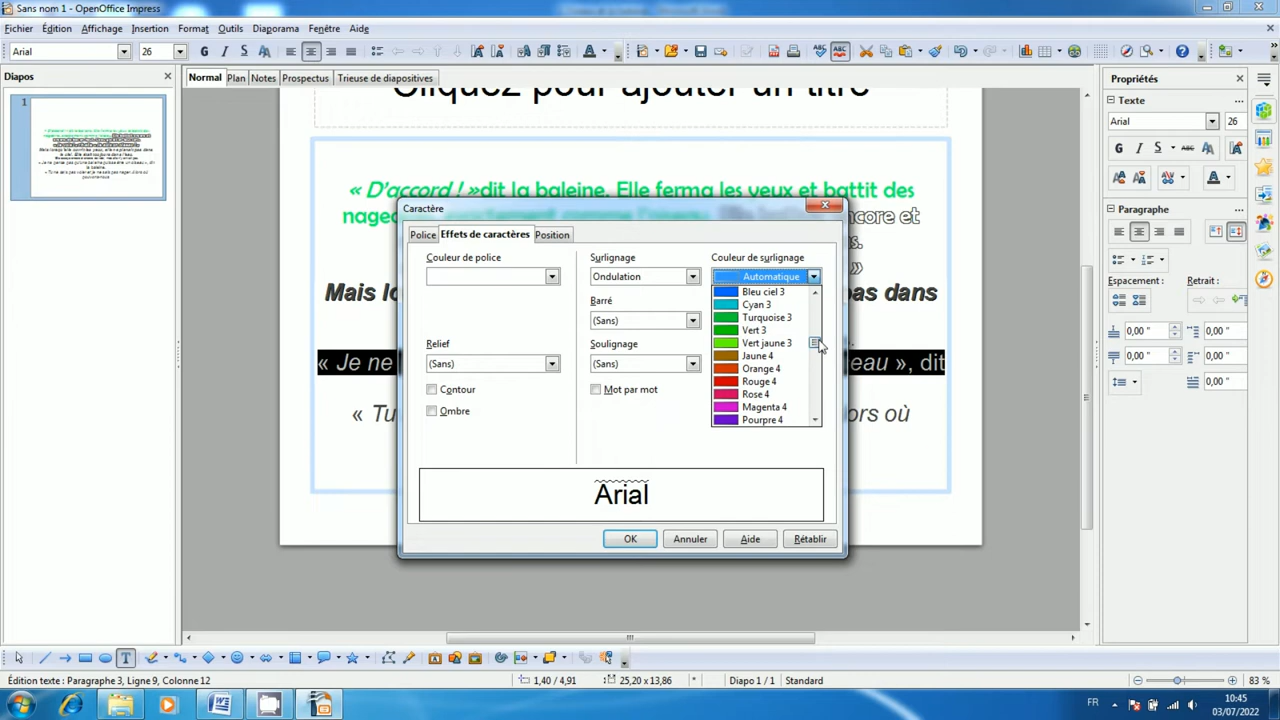 Sans nom 1 - OpenOffice Impress
Fichier Édition Affichage Insertion Format Outils Diaporama Fenêtre Aide
Arial 26
Diapos
Normal Plan Notes Prospectus Trieuse de diapositives
1
Cliquez pour ajouter un titre
« D'accord ! »dit la baleine. Elle ferma les yeux et battit des
encore et
Mais lo
pas dans
« Je ne
eau », dit
« Tu
lors où
Caractère
Police Effets de caractères Position
Couleur de police
Surlignage
Couleur de surlignage
Ondulation
Automatique
Barré
(Sans)
Relief
(Sans)
Soulignage
(Sans)
Contour
Mot par mot
Ombre
Bleu ciel 3
Cyan 3
Turquoise 3
Vert 3
Vert jaune 3
Jaune 4
Orange 4
Rouge 4
Rose 4
Magenta 4
Pourpre 4
Arial
OK Annuler Aide Rétablir
Propriétés
Texte
Arial 26
Paragraphe
Espacement : Retrait :
0,00 " 0,00 "
0,00 " 0,00 "
0,00 "
Édition texte : Paragraphe 3, Ligne 9, Colonne 12
1,40 / 4,91
25,20 x 13,86
*
Diapo 1 / 1
Standard
83 %
FR
10:45
03/07/2022